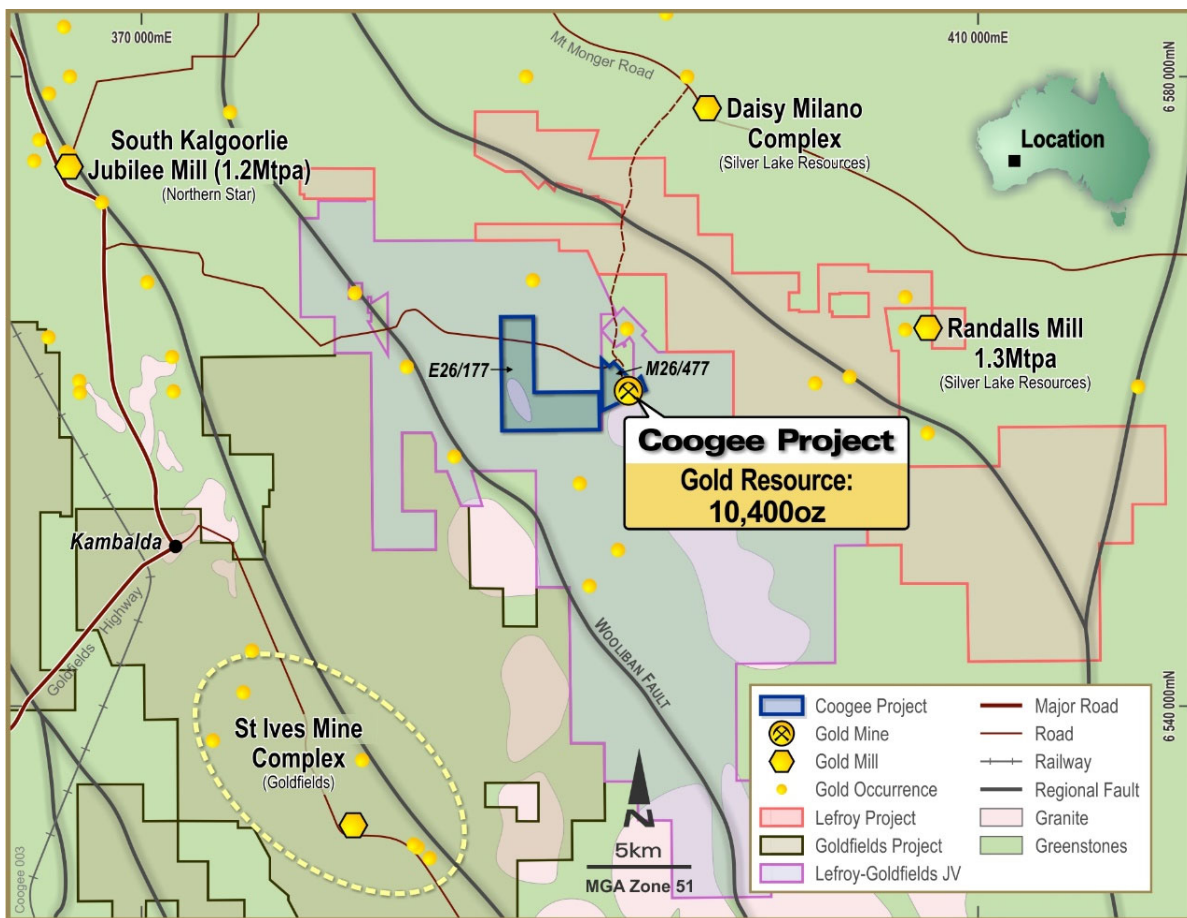 370 000mE
410 000mE
6 580 000mN
Mt Monger Road
Daisy Milano
Complex
(Silver Lake Resources)
Location
South Kalgoorlie
Jubilee Mill (1.2Mtpa)
(Northern Star)
Randalls Mill
1.3Mtpa
(Silver Lake Resources)
E26/177
M26/477
Coogee Project
Gold Resource:
10,400oz
Kambalda
Goldfields Highway
WOOLIBAN FAULT
St Ives Mine
Complex
(Goldfields)
6 540 000mN
Coogee Project
Gold Mine
Gold Mill
Gold Occurrence
Lefroy Project
Goldfields Project
Lefroy-Goldfields JV
Major Road
Road
Railway
Regional Fault
Granite
Greenstones
N
5km
MGA Zone 51
Coogee 003